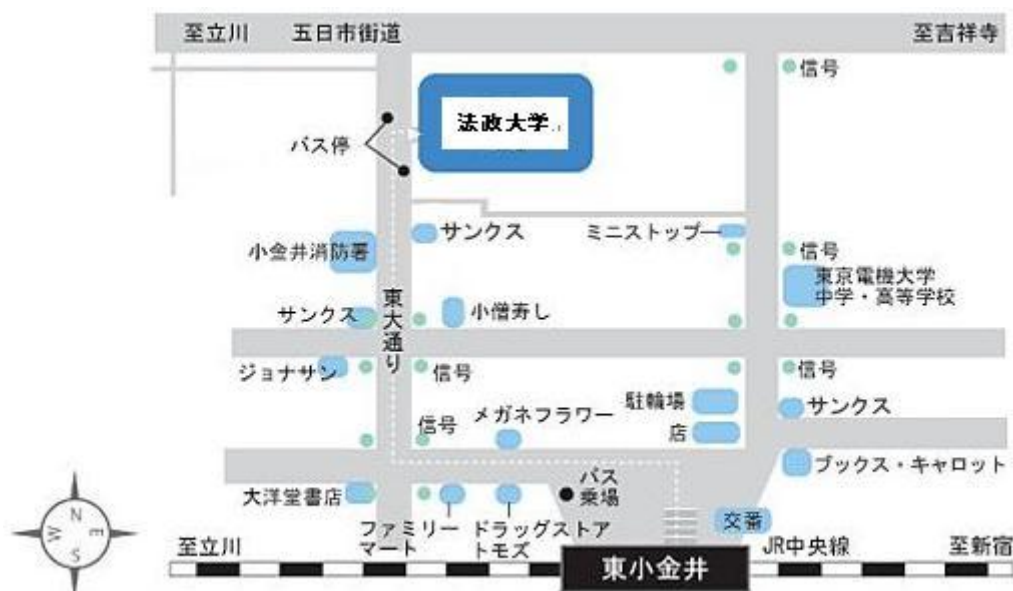 至立川
五日市街道
至吉祥寺
信号
法政大学
バス停
サンクス
ミニストップ
小金井消防署
信号
東京電機大学
中学・高等学校
東大通り
サンクス
小僧寿し
ジョナサン
信号
信号
駐輪場
サンクス
メガネフラワー
信号
店
ブックス・キャロット
バス
乗場
大洋堂書店
ファミリー
マート
ドラッグストア
トモズ
交番
N
W
E
S
至立川
東小金井
JR中央線
至新宿